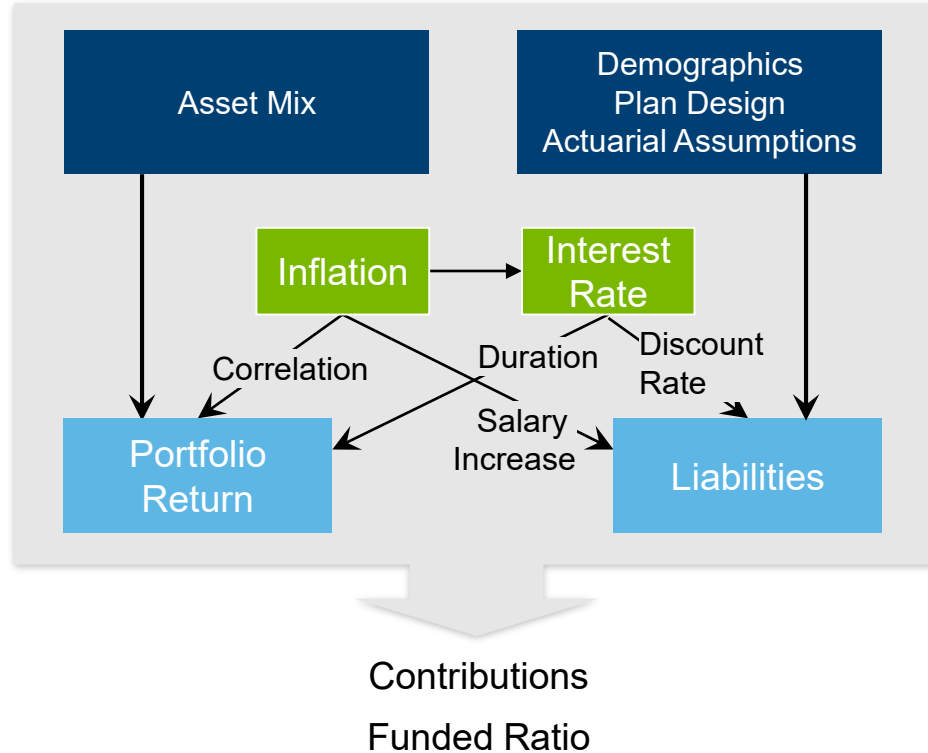 Asset Mix
Demographics
Plan Design
Actuarial Assumptions
Inflation
Interest
Rate
Correlation
Duration
Discount
Rate
Salary
Increase
Portfolio
Return
Liabilities
Contributions
Funded Ratio